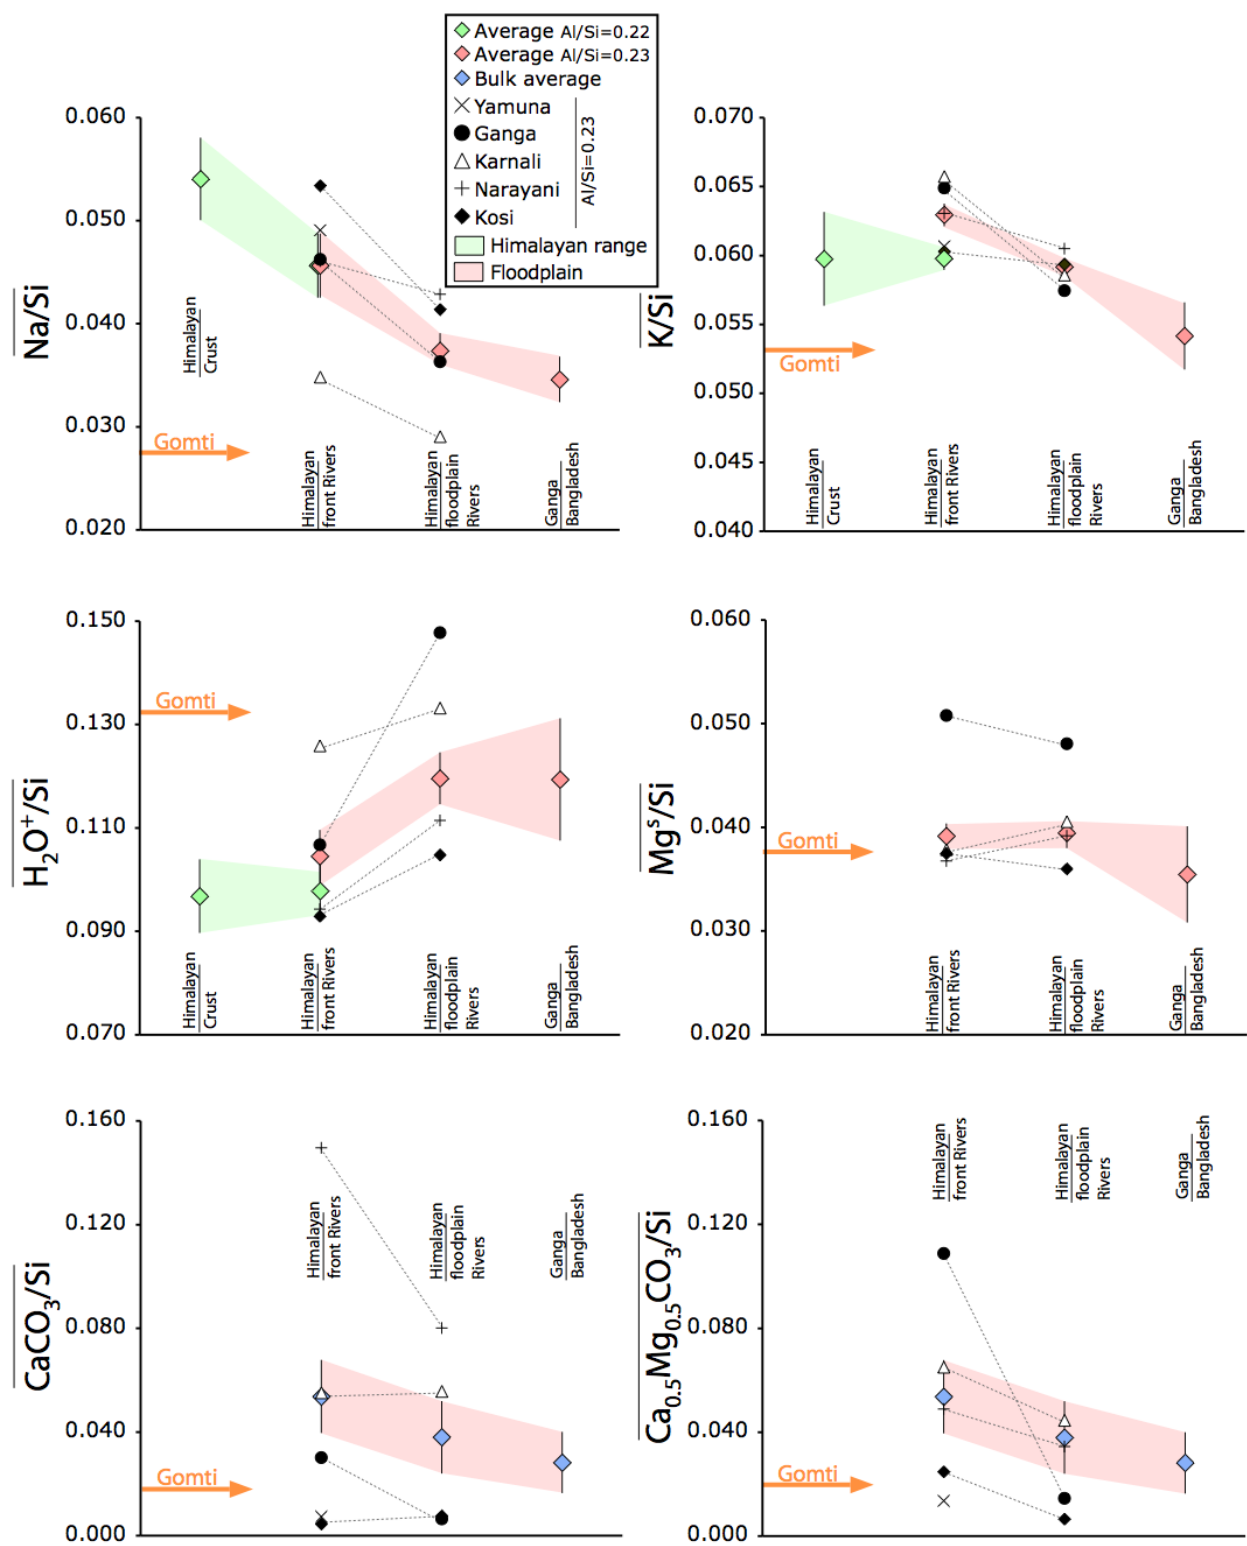 Average Al/Si=0.22
Average Al/Si=0.23
Bulk average
Yamuna
Ganga
Karnali
Narayani
Kosi
Al/Si=0.23
Himalayan range
Floodplain
Na/Si
0.060
0.050
0.040
0.030
0.020
Gomti
Himalayan
Crust
Himalayan
front Rivers
Himalayan
floodplain
Rivers
Ganga
Bangladesh
K/Si
0.070
0.065
0.060
0.055
0.050
0.045
0.040
Gomti
Himalayan
Crust
Himalayan
front Rivers
Himalayan
floodplain
Rivers
Ganga
Bangladesh
H₂O⁺/Si
0.150
0.130
0.110
0.090
0.070
Gomti
Himalayan
Crust
Himalayan
front Rivers
Himalayan
floodplain
Rivers
Ganga
Bangladesh
Mgˢ/Si
0.060
0.050
0.040
0.030
0.020
Gomti
Himalayan
front Rivers
Himalayan
floodplain
Rivers
Ganga
Bangladesh
CaCO₃/Si
0.160
0.120
0.080
0.040
0.000
Gomti
Himalayan
front Rivers
Himalayan
floodplain
Rivers
Ganga
Bangladesh
Ca₀.₅Mg₀.₅CO₃/Si
0.160
0.120
0.080
0.040
0.000
Gomti
Himalayan
front Rivers
Himalayan
floodplain
Rivers
Ganga
Bangladesh